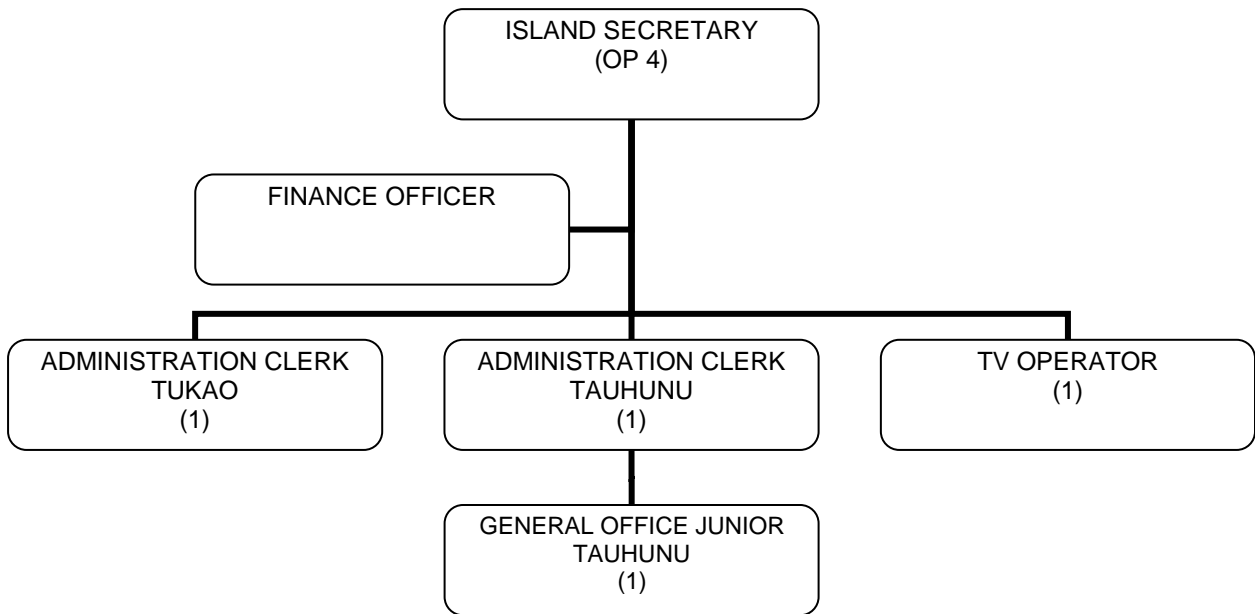 ISLAND SECRETARY
(OP 4)
FINANCE OFFICER
ADMINISTRATION CLERK
TUKAO
(1)
ADMINISTRATION CLERK
TAUHUNU
(1)
TV OPERATOR
(1)
GENERAL OFFICE JUNIOR
TAUHUNU
(1)